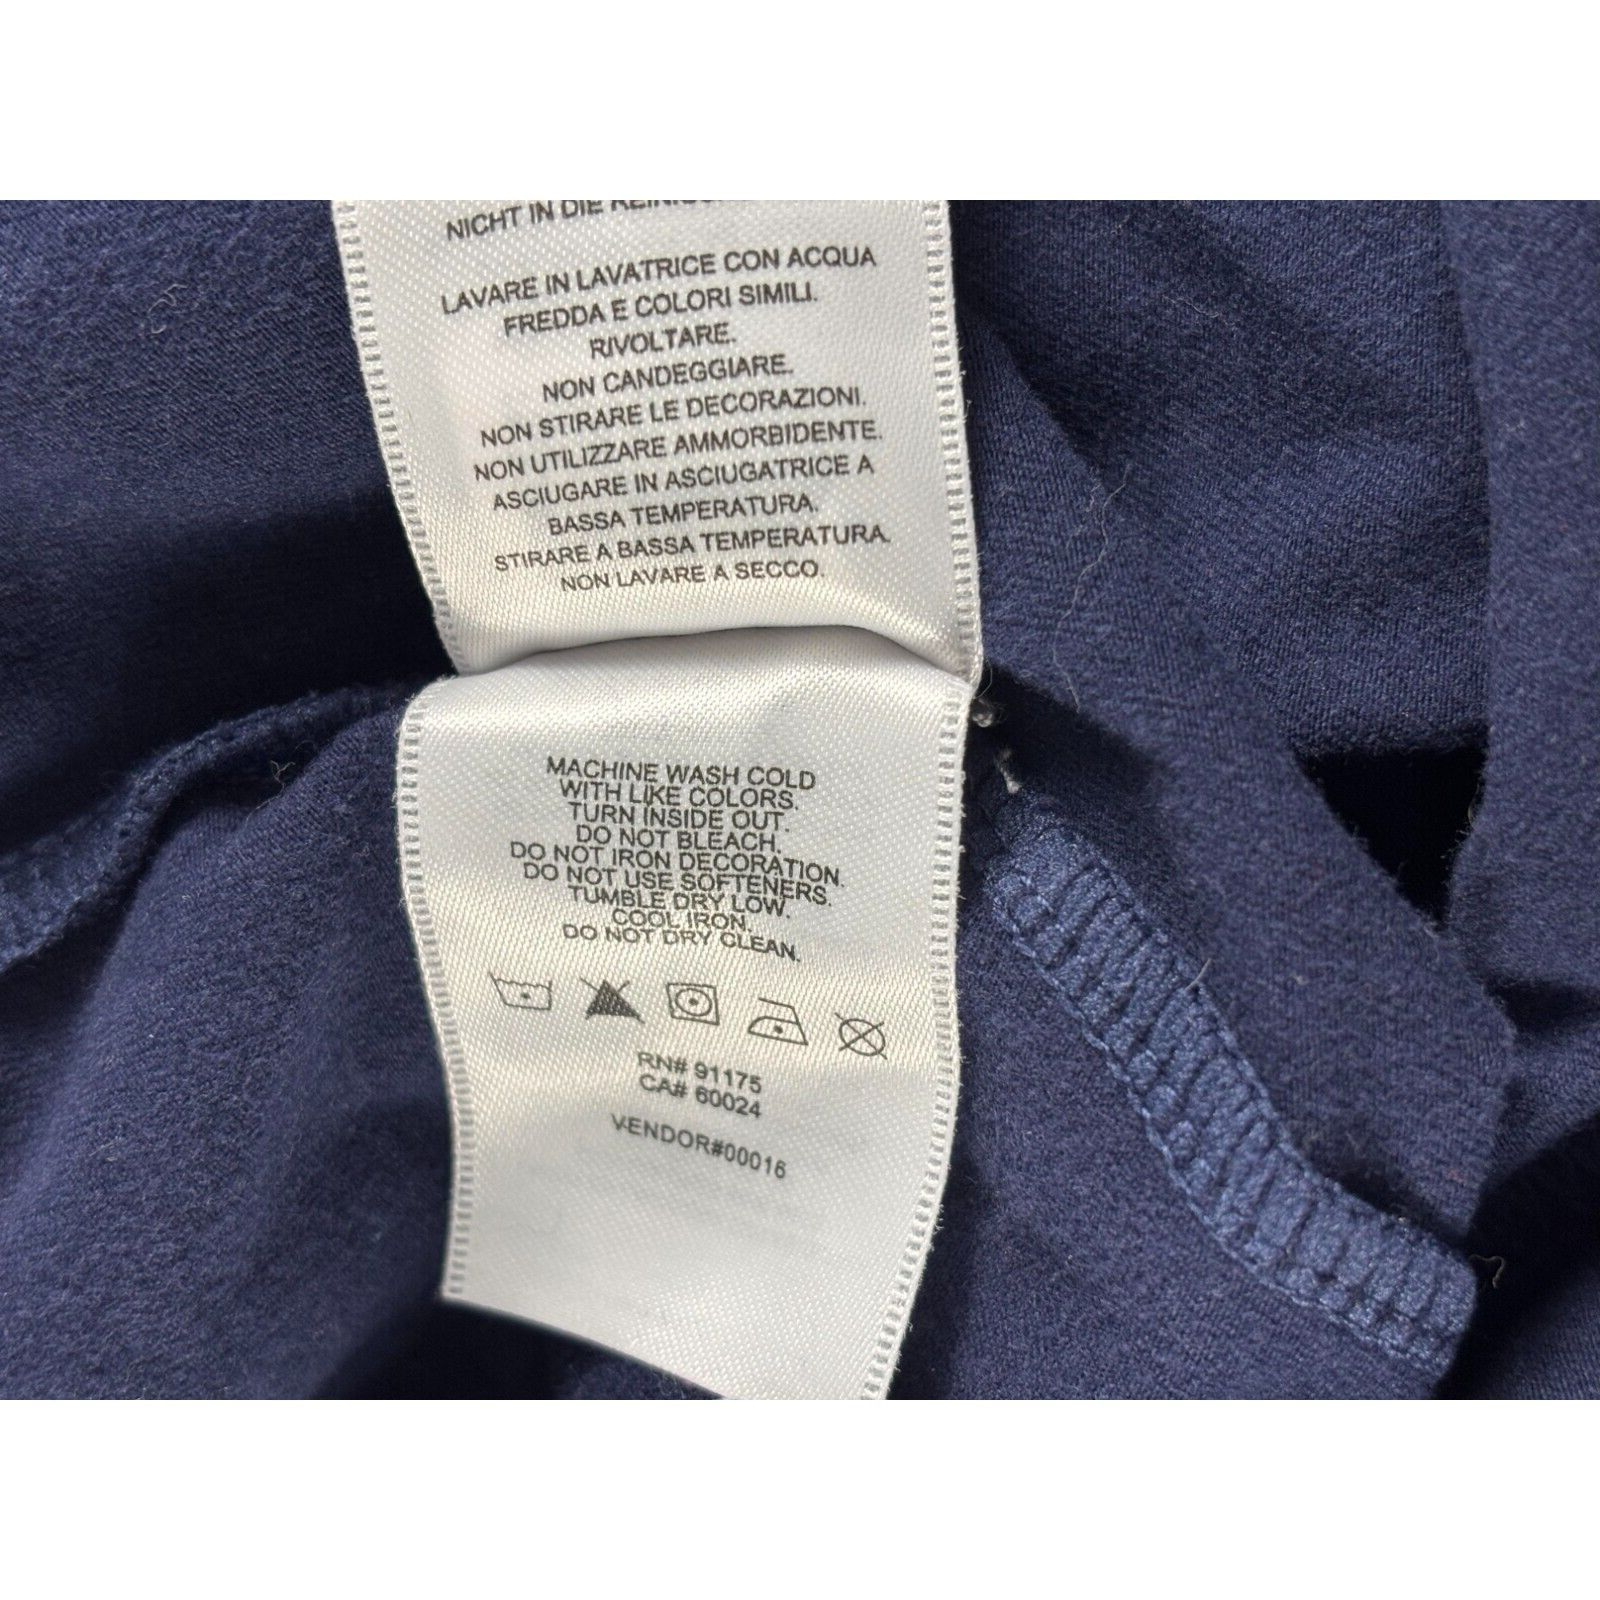 NICHT IN DIE
LAVARE IN LAVATRICE CON ACQUA
FREDDA E COLORI SIMILI.
RIVOLTARE.
NON CANDEGGIARE.
NON STIRARE LE DECORAZIONI.
NON UTILIZZARE AMMORBIDENTE.
ASCIUGARE IN ASCIUGATRICE A
BASSA TEMPERATURA.
STIRARE A BASSA TEMPERATURA.
NON LAVARE A SECCO.
MACHINE WASH COLD
WITH LIKE COLORS.
TURN INSIDE OUT.
DO NOT BLEACH.
DO NOT IRON DECORATION.
DO NOT USE SOFTENERS.
TUMBLE DRY LOW.
COOL IRON.
DO NOT DRY CLEAN.
RN# 91175
CA# 60024
VENDOR#00016